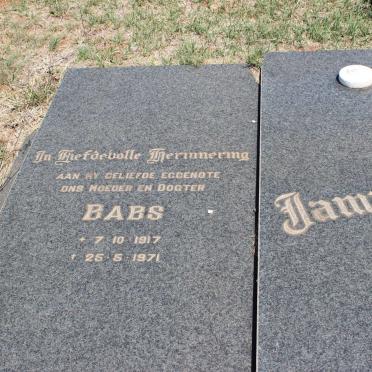 In Liefdevolle Herinnering
AAN MY GELIEFDE EGGENOTE
ONS MOEDER EN DOGTER
BABS
7·10·1917
25·5·1971